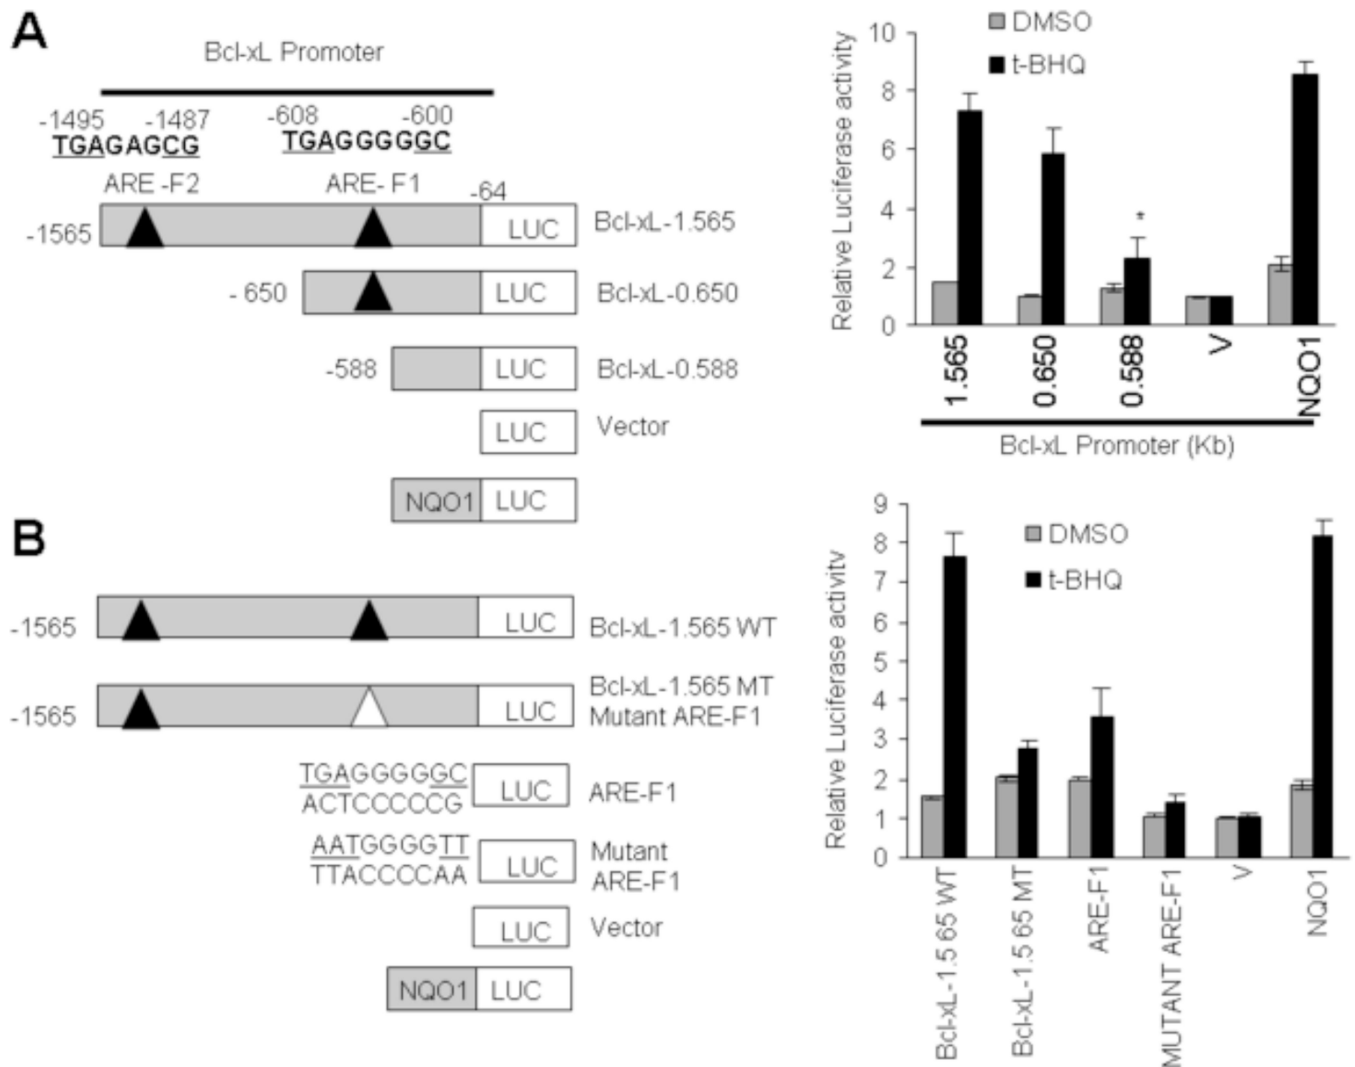 A
Bcl-xL Promoter
-1495 -1487
TGAGAGCG
ARE -F2
-608 -600
TGAGGGGGC
ARE- F1
-64
-1565 LUC Bcl-xL-1.565
- 650 LUC Bcl-xL-0.650
-588 LUC Bcl-xL-0.588
LUC Vector
NQO1 LUC
DMSO
t-BHQ
Relative Luciferase activity
10
8
6
4
2
0
*
1.565
0.650
0.588
V
NQO1
Bcl-xL Promoter (Kb)
B
-1565 LUC Bcl-xL-1.565 WT
-1565 LUC Bcl-xL-1.565 MT
Mutant ARE-F1
TGAGGGGGC
ACTCCCCCG
LUC ARE-F1
AATGGGGTT
TTACCCCAA
LUC Mutant
ARE-F1
LUC Vector
NQO1 LUC
DMSO
t-BHQ
Relative Luciferase activity
9
8
7
6
5
4
3
2
1
0
Bcl-xL-1.5 65 WT
Bcl-xL-1.5 65 MT
ARE-F1
MUTANT ARE-F1
V
NQO1